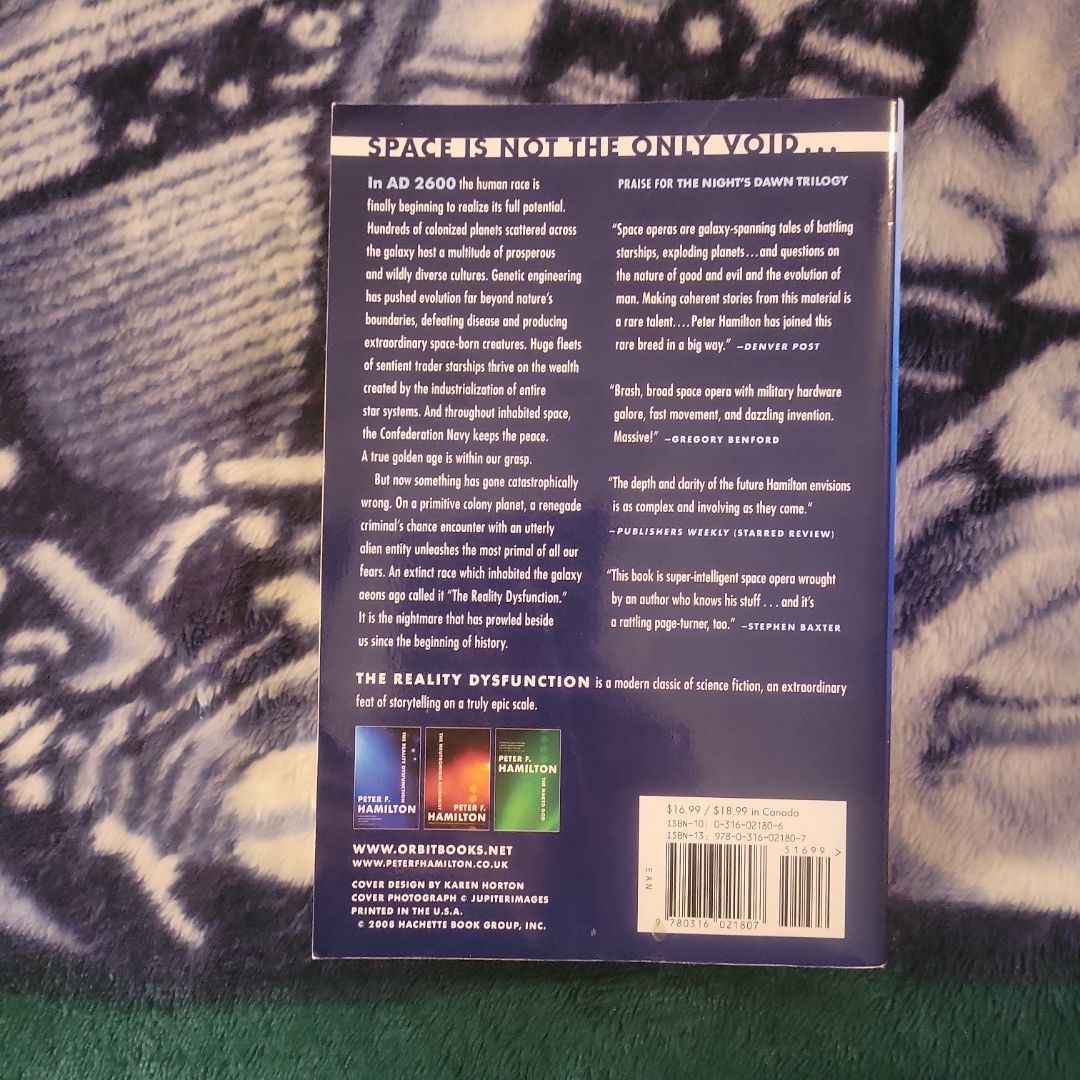 SPACE IS NOT THE ONLY VOID...
In AD 2600 the human race is
finally beginning to realize its full potential.
Hundreds of colonized planets scattered across
the galaxy host a multitude of prosperous
and wildly diverse cultures. Genetic engineering
has pushed evolution far beyond nature's
boundaries, defeating disease and producing
extraordinary space-born creatures. Huge fleets
of sentient trader starships thrive on the wealth
created by the industrialization of entire
star systems. And throughout inhabited space,
the Confederation Navy keeps the peace.
A true golden age is within our grasp.
But now something has gone catastrophically
wrong. On a primitive colony planet, a renegade
criminal's chance encounter with an utterly
alien entity unleashes the most primal of all our
fears. An extinct race which inhabited the galaxy
aeons ago called it "The Reality Dysfunction."
It is the nightmare that has prowled beside
us since the beginning of history.
PRAISE FOR THE NIGHT'S DAWN TRILOGY
"Space operas are galaxy-spanning tales of battling
starships, exploding planets...and questions on
the nature of good and evil and the evolution of
man. Making coherent stories from this material is
a rare talent....Peter Hamilton has joined this
rare breed in a big way." –DENVER POST
"Brash, broad space opera with military hardware
galore, fast movement, and dazzling invention.
Massive!" –GREGORY BENFORD
"The depth and clarity of the future Hamilton envisions
is as complex and involving as they come."
–PUBLISHERS WEEKLY (STARRED REVIEW)
"This book is super-intelligent space opera wrought
by an author who knows his stuff . . . and it's
a rattling page-turner, too." –STEPHEN BAXTER
THE REALITY DYSFUNCTION is a modern classic of science fiction, an extraordinary
feat of storytelling on a truly epic scale.
THE REALITY DYSFUNCTION
PETER F.
HAMILTON
THE NEUTRONIUM ALCHEMIST
PETER F.
HAMILTON
PETER F.
HAMILTON
THE NAKED GOD
WWW.ORBITBOOKS.NET
WWW.PETERFHAMILTON.CO.UK
COVER DESIGN BY KAREN HORTON
COVER PHOTOGRAPH © JUPITERIMAGES
PRINTED IN THE U.S.A.
© 2008 HACHETTE BOOK GROUP, INC.
$16.99 / $18.99 in Canada
ISBN-10: 0-316-02180-6
ISBN-13: 978-0-316-02180-7
51699 >
EAN
9 780316 021807